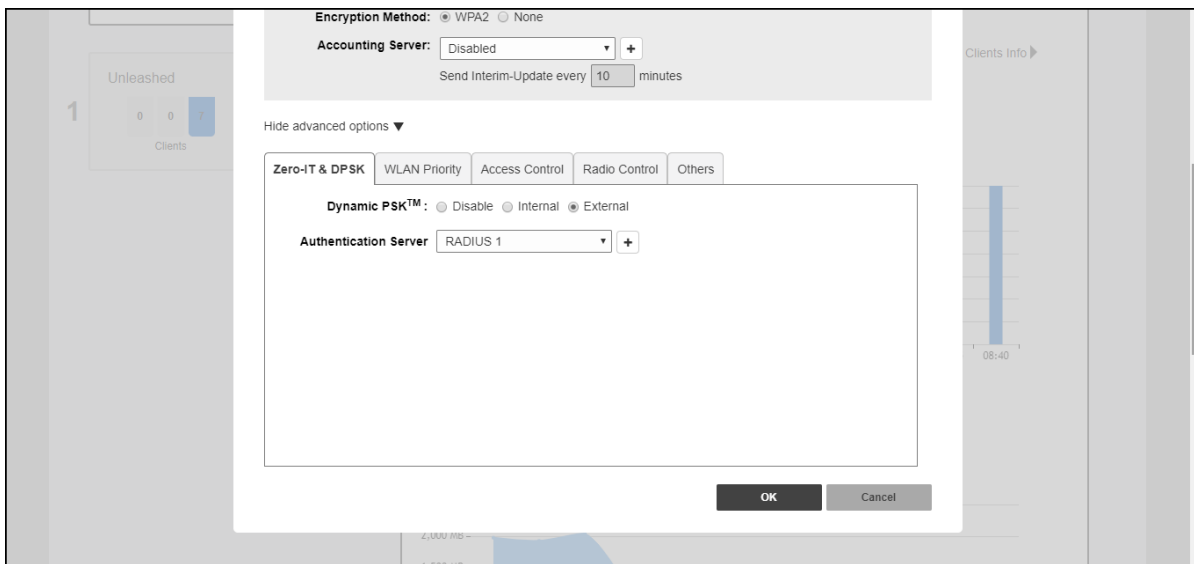 Encryption Method: WPA2 None
Accounting Server: Disabled +
Send Interim-Update every 10 minutes
Clients Info
Unleashed
1
0 0 7
Clients
Hide advanced options
Zero-IT & DPSK WLAN Priority Access Control Radio Control Others
Dynamic PSK™ : Disable Internal External
Authentication Server RADIUS 1 +
08:40
OK Cancel
2,000 MB